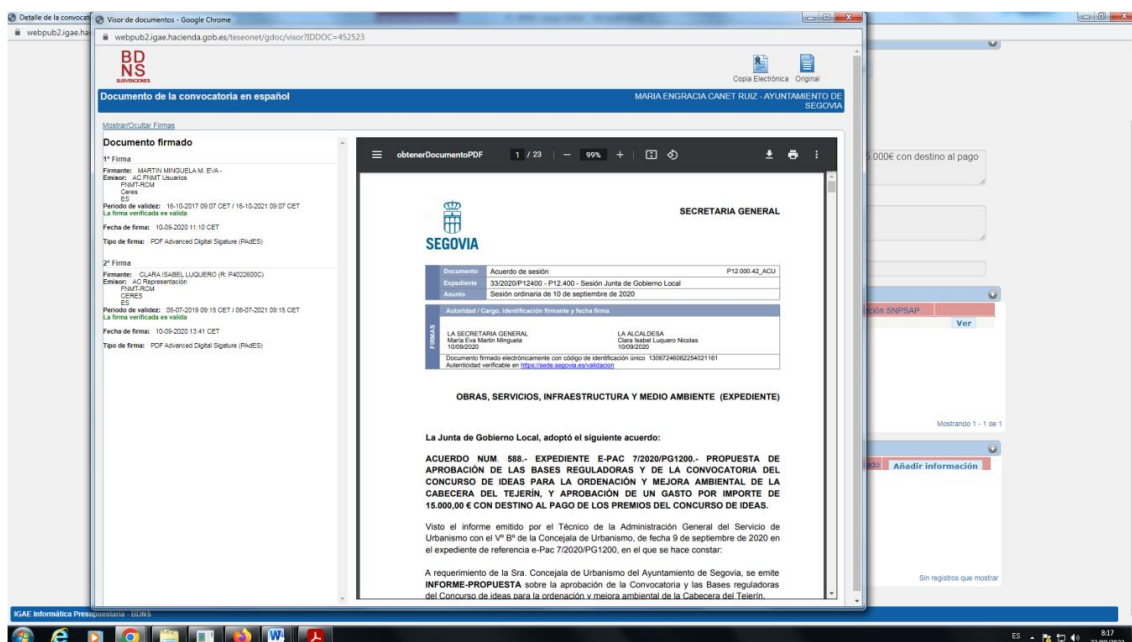 Detalle de la convocat
Visor de documentos - Google Chrome
webpub2.igae.ha
webpub2.igae.hacienda.gob.es/teseonet/gdoc/visor?IDDOC=452523
BD
NS
SUBVENCIONES
Copia Electrónica Original
Documento de la convocatoria en español
MARIA ENGRACIA CANET RUIZ - AYUNTAMIENTO DE
SEGOVIA
Mostrar/Ocultar Firmas
Documento firmado
1ª Firma
Firmante: MARTIN MINGUELA M. EVA -
Emisor: AC FNMT Usuarios
FNMT-RCM
Ceres
ES
Periodo de validez: 16-10-2017 09:07 CET / 16-10-2021 09:07 CET
La firma verificada es valida
Fecha de firma: 10-09-2020 11:10 CET
Tipo de firma: PDF Advanced Digital Sigature (PAdES)
2ª Firma
Firmante: CLARA ISABEL LUQUERO (R: P4022600C)
Emisor: AC Representación
FNMT-RCM
CERES
ES
Periodo de validez: 08-07-2019 09:15 CET / 08-07-2021 09:15 CET
La firma verificada es valida
Fecha de firma: 10-09-2020 13:41 CET
Tipo de firma: PDF Advanced Digital Sigature (PAdES)
obtenerDocumentoPDF 1 / 23 — 99% +
SEGOVIA
SECRETARIA GENERAL
Documento Acuerdo de sesión P12.000.42_ACU
Expediente 33/2020/P12400 - P12.400 - Sesión Junta de Gobierno Local
Asunto Sesión ordinaria de 10 de septiembre de 2020
Autoridad / Cargo, identificación firmante y fecha firma
FIRMAS
LA SECRETARIA GENERAL LA ALCALDESA
María Eva Martin Minguela Clara Isabel Luquero Nicolas
10/09/2020 10/09/2020
Documento firmado electrónicamente con código de identificación único 13067246062254021161
Autenticidad verificable en https://sede.segovia.es/validacion
OBRAS, SERVICIOS, INFRAESTRUCTURA Y MEDIO AMBIENTE (EXPEDIENTE)
La Junta de Gobierno Local, adoptó el siguiente acuerdo:
ACUERDO NUM. 588.- EXPEDIENTE E-PAC 7/2020/PG1200.- PROPUESTA DE
APROBACIÓN DE LAS BASES REGULADORAS Y DE LA CONVOCATORIA DEL
CONCURSO DE IDEAS PARA LA ORDENACIÓN Y MEJORA AMBIENTAL DE LA
CABECERA DEL TEJERÍN, Y APROBACIÓN DE UN GASTO POR IMPORTE DE
15.000,00 € CON DESTINO AL PAGO DE LOS PREMIOS DEL CONCURSO DE IDEAS.
Visto el informe emitido por el Técnico de la Administración General del Servicio de
Urbanismo con el Vº Bº de la Concejala de Urbanismo, de fecha 9 de septiembre de 2020 en
el expediente de referencia e-Pac 7/2020/PG1200, en el que se hace constar:
A requerimiento de la Sra. Concejala de Urbanismo del Ayuntamiento de Segovia, se emite
INFORME-PROPUESTA sobre la aprobación de la Convocatoria y las Bases reguladoras
del Concurso de ideas para la ordenación y mejora ambiental de la Cabecera del Tejerín.
5.000€ con destino al pago
ción SNPSAP
Ver
Mostrando 1 - 1 de 1
Añadir información
Sin registros que mostrar
IGAE Informática Presupuestaria - BDNS
ES
8:17